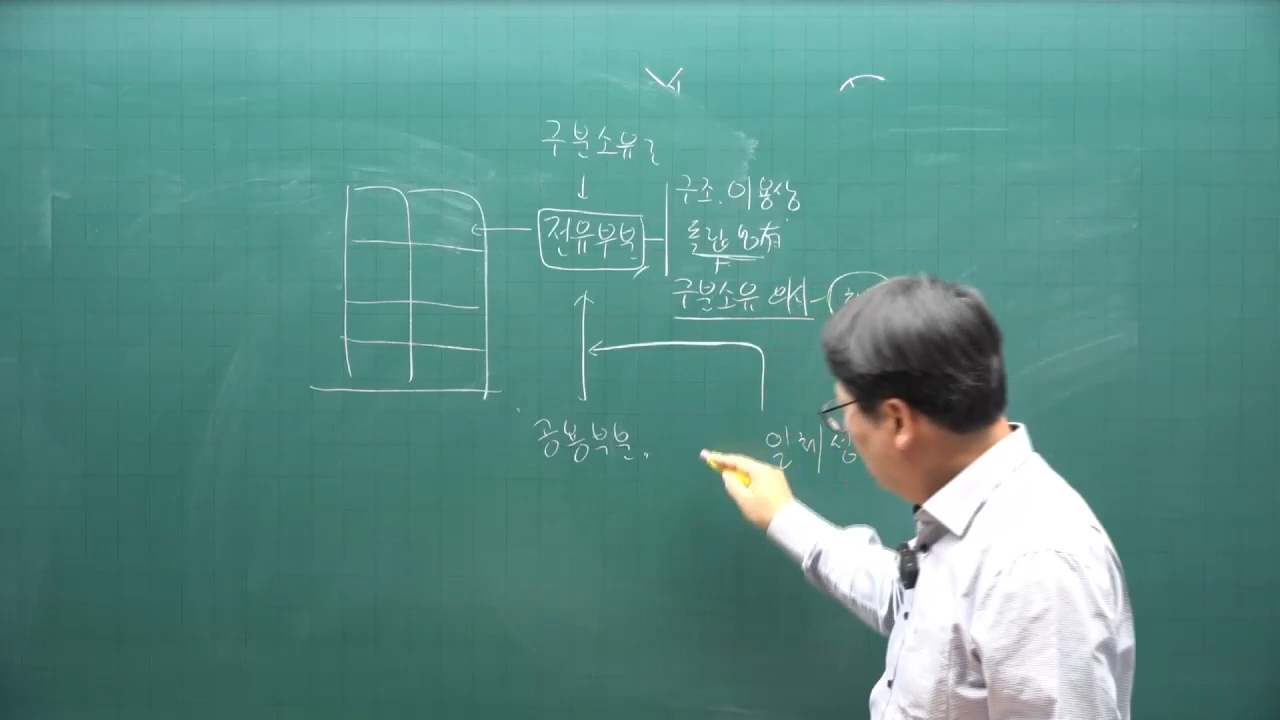 구분소유
전유부분
구조.이용상
독립 有
구분소유 의사
공용부분
일체성